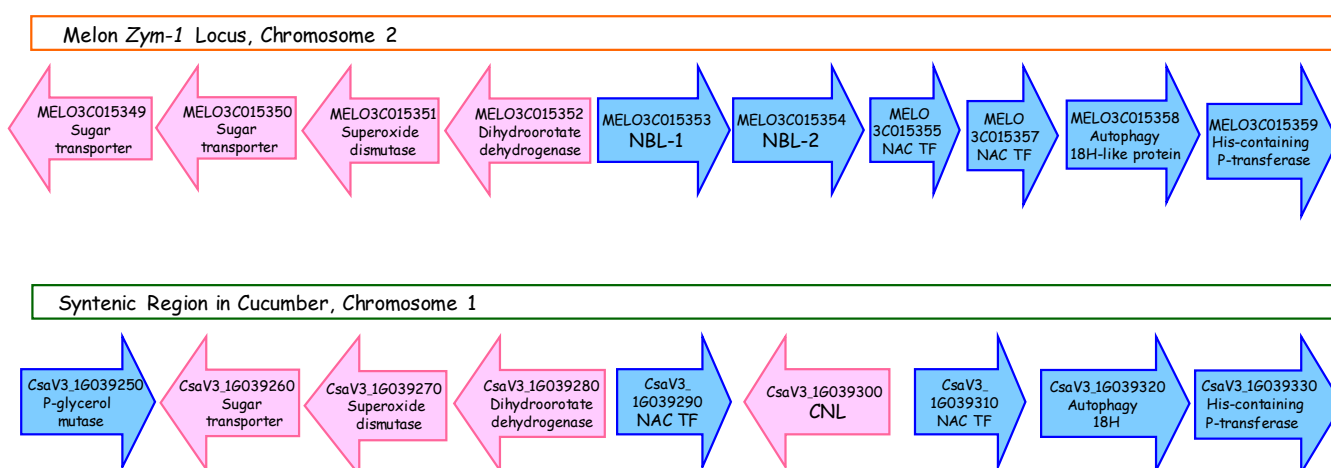 Melon Zym-1 Locus, Chromosome 2
MELO3C015349
Sugar
transporter
MELO3C015350
Sugar
transporter
MELO3C015351
Superoxide
dismutase
MELO3C015352
Dihydroorotate
dehydrogenase
MELO3C015353
NBL-1
MELO3C015354
NBL-2
MELO
3C015355
NAC TF
MELO
3C015357
NAC TF
MELO3C015358
Autophagy
18H-like protein
MELO3C015359
His-containing
P-transferase
Syntenic Region in Cucumber, Chromosome 1
CsaV3_1G039250
P-glycerol
mutase
CsaV3_1G039260
Sugar
transporter
CsaV3_1G039270
Superoxide
dismutase
CsaV3_1G039280
Dihydroorotate
dehydrogenase
CsaV3_
1G039290
NAC TF
CsaV3_1G039300
CNL
CsaV3_
1G039310
NAC TF
CsaV3_1G039320
Autophagy
18H
CsaV3_1G039330
His-containing
P-transferase